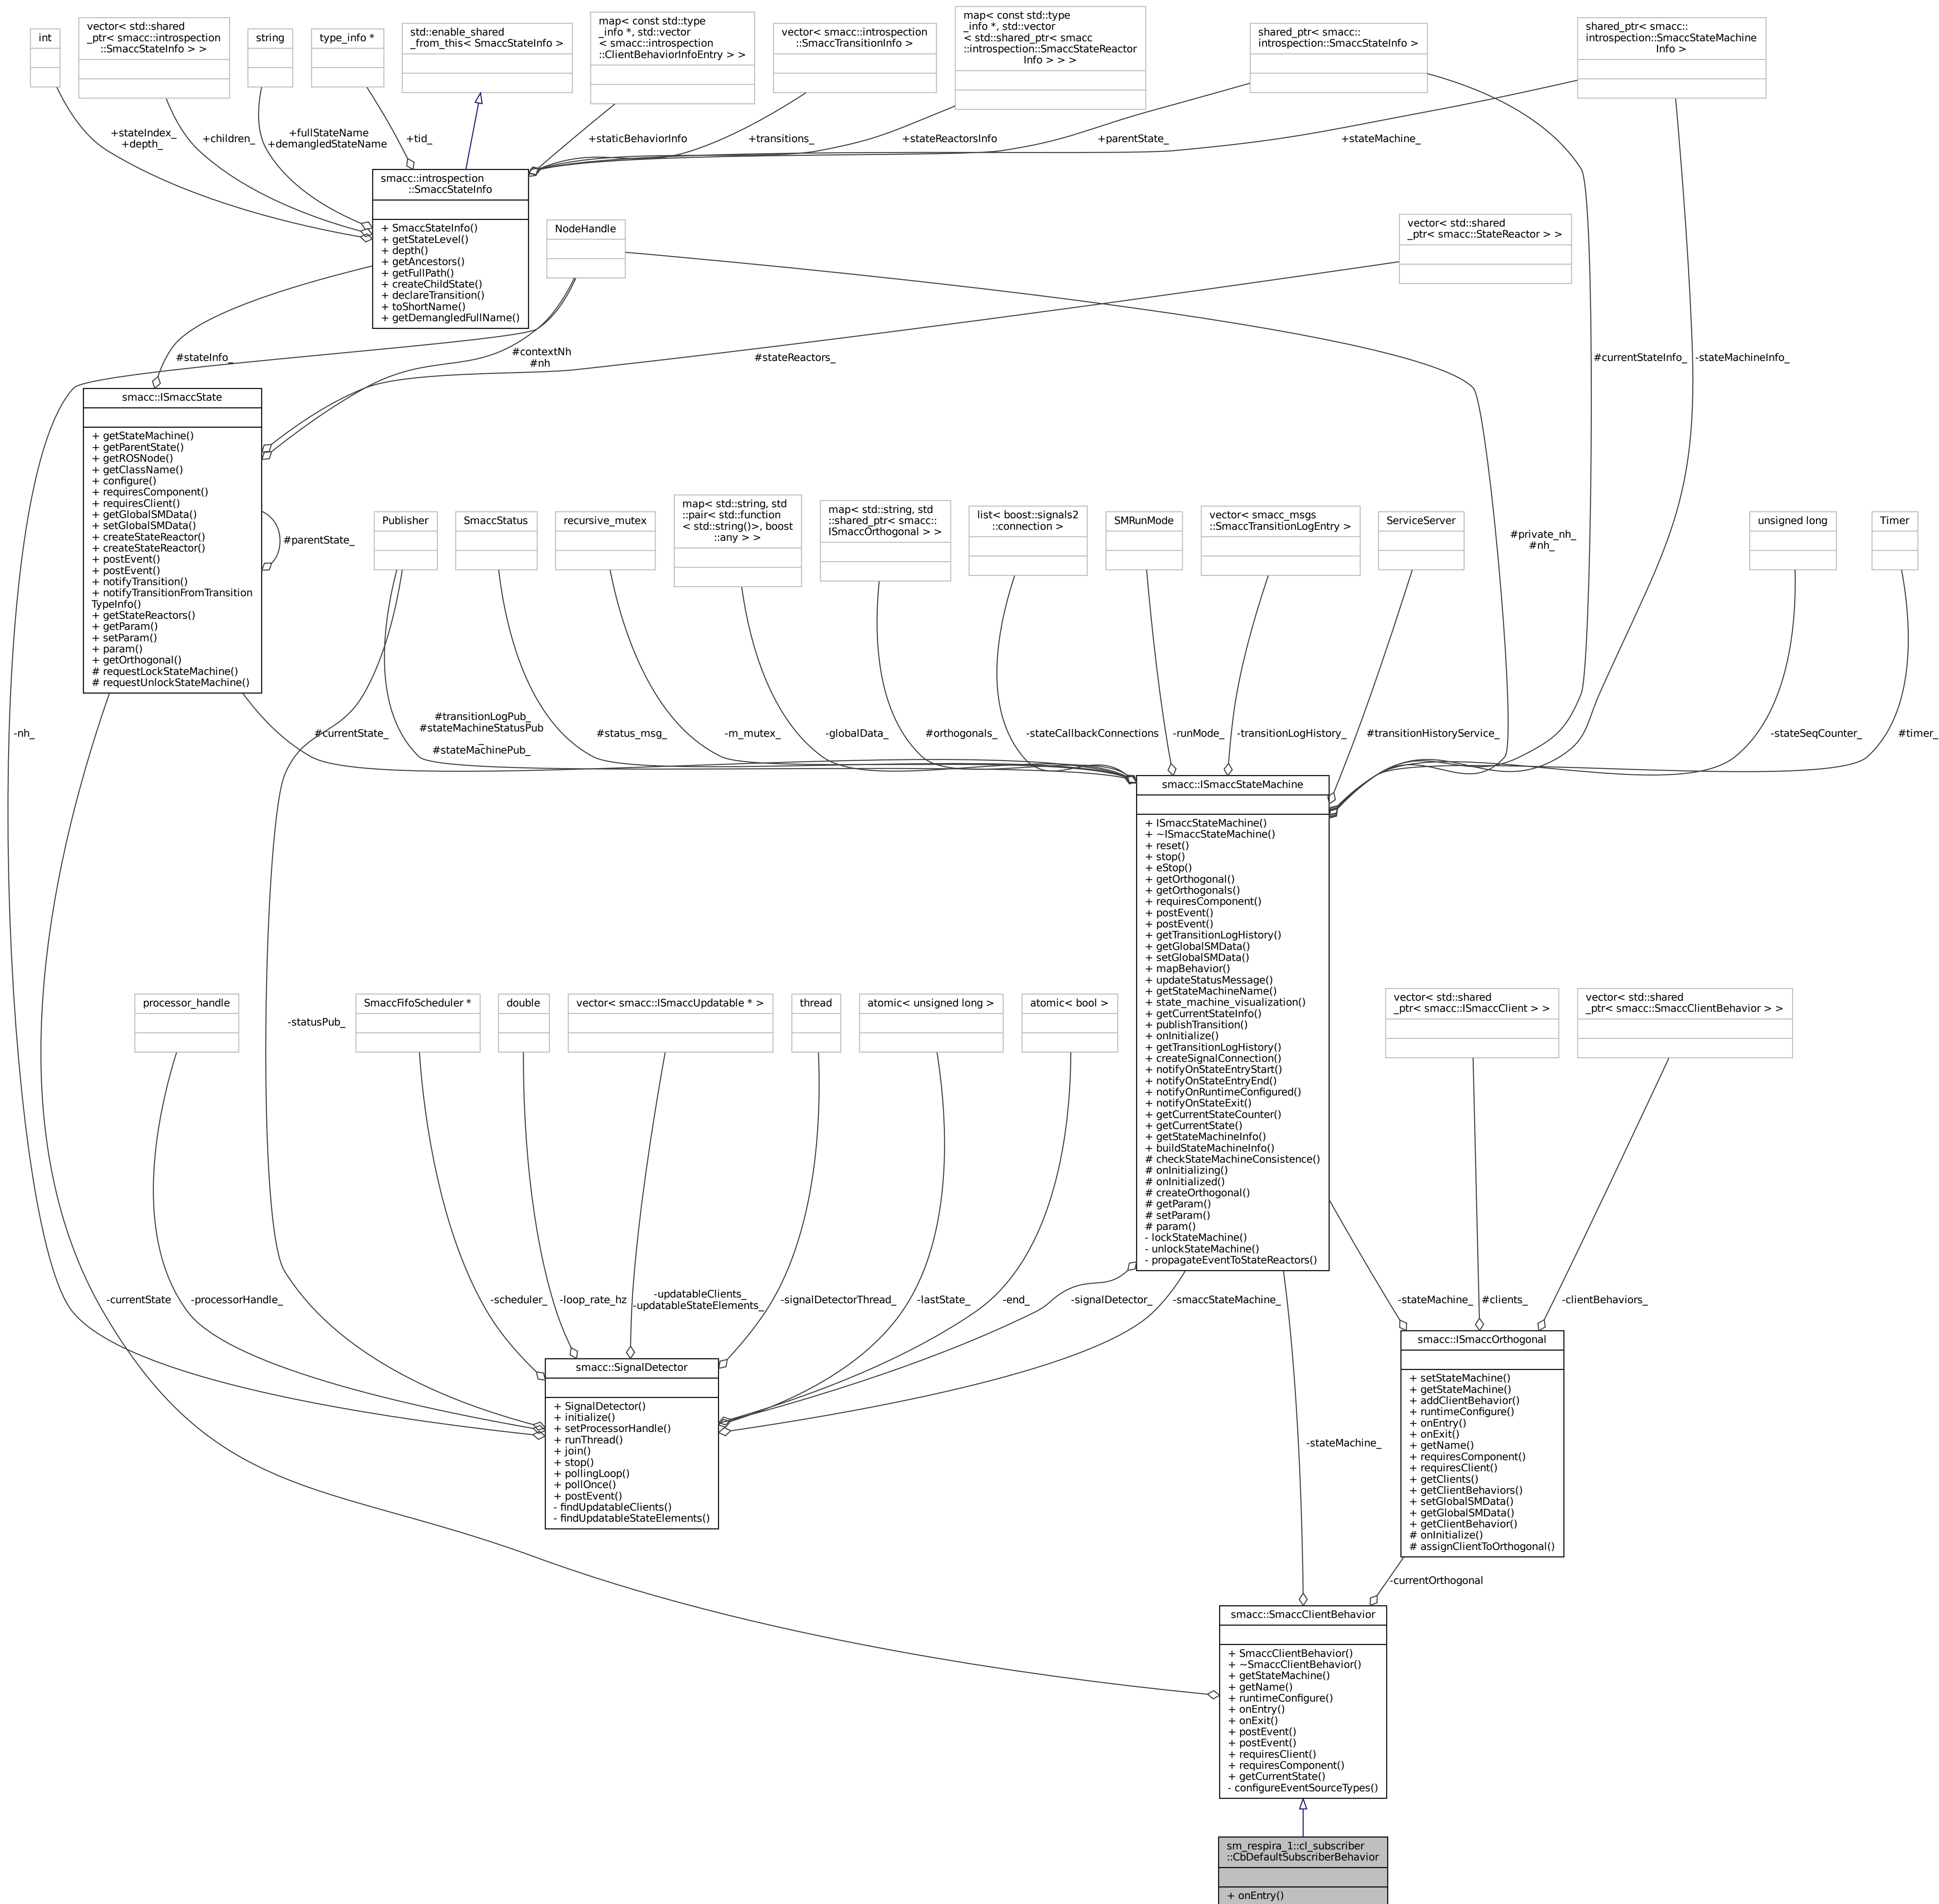 int
vector< std::shared
_ptr< smacc::introspection
::SmaccStateInfo > >
string
type_info *
std::enable_shared
_from_this< SmaccStateInfo >
map< const std::type
_info *, std::vector
< smacc::introspection
::ClientBehaviorInfoEntry > >
vector< smacc::introspection
::SmaccTransitionInfo >
map< const std::type
_info *, std::vector
< std::shared_ptr< smacc
::introspection::SmaccStateReactor
Info > > >
shared_ptr< smacc::
introspection::SmaccStateInfo >
shared_ptr< smacc::
introspection::SmaccStateMachine
Info >
+stateIndex_
+depth_
+children_
+fullStateName
+demangledStateName
+tid_
+staticBehaviorInfo
+transitions_
+stateReactorsInfo
+parentState_
+stateMachine_
smacc::introspection
::SmaccStateInfo
+ SmaccStateInfo()
+ getStateLevel()
+ depth()
+ getAncestors()
+ getFullPath()
+ createChildState()
+ declareTransition()
+ toShortName()
+ getDemangledFullName()
NodeHandle
vector< std::shared
_ptr< smacc::StateReactor > >
#stateInfo_
#contextNh
#nh
#stateReactors_
#currentStateInfo_
-stateMachineInfo_
smacc::ISmaccState
+ getStateMachine()
+ getParentState()
+ getROSNode()
+ getClassName()
+ configure()
+ requiresComponent()
+ requiresClient()
+ getGlobalSMData()
+ setGlobalSMData()
+ createStateReactor()
+ createStateReactor()
+ postEvent()
+ postEvent()
+ notifyTransition()
+ notifyTransitionFromTransition
TypeInfo()
+ getStateReactors()
+ getParam()
+ setParam()
+ param()
+ getOrthogonal()
# requestLockStateMachine()
# requestUnlockStateMachine()
#parentState_
Publisher
SmaccStatus
recursive_mutex
map< std::string, std
::pair< std::function
< std::string()>, boost
::any > >
map< std::string, std
::shared_ptr< smacc::
ISmaccOrthogonal > >
list< boost::signals2
::connection >
SMRunMode
vector< smacc_msgs
::SmaccTransitionLogEntry >
ServiceServer
#private_nh_
#nh_
unsigned long
Timer
-nh_
#currentState_
#transitionLogPub_
#stateMachineStatusPub
_
#stateMachinePub_
#status_msg_
-m_mutex_
-globalData_
#orthogonals_
-stateCallbackConnections
-runMode_
-transitionLogHistory_
#transitionHistoryService_
-stateSeqCounter_
#timer_
smacc::ISmaccStateMachine
+ ISmaccStateMachine()
+ ~ISmaccStateMachine()
+ reset()
+ stop()
+ eStop()
+ getOrthogonal()
+ getOrthogonals()
+ requiresComponent()
+ postEvent()
+ postEvent()
+ getTransitionLogHistory()
+ getGlobalSMData()
+ setGlobalSMData()
+ mapBehavior()
+ updateStatusMessage()
+ getStateMachineName()
+ state_machine_visualization()
+ getCurrentStateInfo()
+ publishTransition()
+ onInitialize()
+ getTransitionLogHistory()
+ createSignalConnection()
+ notifyOnStateEntryStart()
+ notifyOnStateEntryEnd()
+ notifyOnRuntimeConfigured()
+ notifyOnStateExit()
+ getCurrentStateCounter()
+ getCurrentState()
+ getStateMachineInfo()
+ buildStateMachineInfo()
# checkStateMachineConsistence()
# onInitializing()
# onInitialized()
# createOrthogonal()
# getParam()
# setParam()
# param()
- lockStateMachine()
- unlockStateMachine()
- propagateEventToStateReactors()
processor_handle
-statusPub_
SmaccFifoScheduler *
double
vector< smacc::ISmaccUpdatable * >
thread
atomic< unsigned long >
atomic< bool >
vector< std::shared
_ptr< smacc::ISmaccClient > >
vector< std::shared
_ptr< smacc::SmaccClientBehavior > >
-currentState
-processorHandle_
-scheduler_
-loop_rate_hz
-updatableClients_
-updatableStateElements_
-signalDetectorThread_
-lastState_
-end_
-signalDetector_
-smaccStateMachine_
-stateMachine_
#clients_
-clientBehaviors_
smacc::SignalDetector
+ SignalDetector()
+ initialize()
+ setProcessorHandle()
+ runThread()
+ join()
+ stop()
+ pollingLoop()
+ pollOnce()
+ postEvent()
- findUpdatableClients()
- findUpdatableStateElements()
-stateMachine_
smacc::ISmaccOrthogonal
+ setStateMachine()
+ getStateMachine()
+ addClientBehavior()
+ runtimeConfigure()
+ onEntry()
+ onExit()
+ getName()
+ requiresComponent()
+ requiresClient()
+ getClients()
+ getClientBehaviors()
+ setGlobalSMData()
+ getGlobalSMData()
+ getClientBehavior()
# onInitialize()
# assignClientToOrthogonal()
-currentOrthogonal
smacc::SmaccClientBehavior
+ SmaccClientBehavior()
+ ~SmaccClientBehavior()
+ getStateMachine()
+ getName()
+ runtimeConfigure()
+ onEntry()
+ onExit()
+ postEvent()
+ postEvent()
+ requiresClient()
+ requiresComponent()
+ getCurrentState()
- configureEventSourceTypes()
sm_respira_1::cl_subscriber
::CbDefaultSubscriberBehavior
+ onEntry()